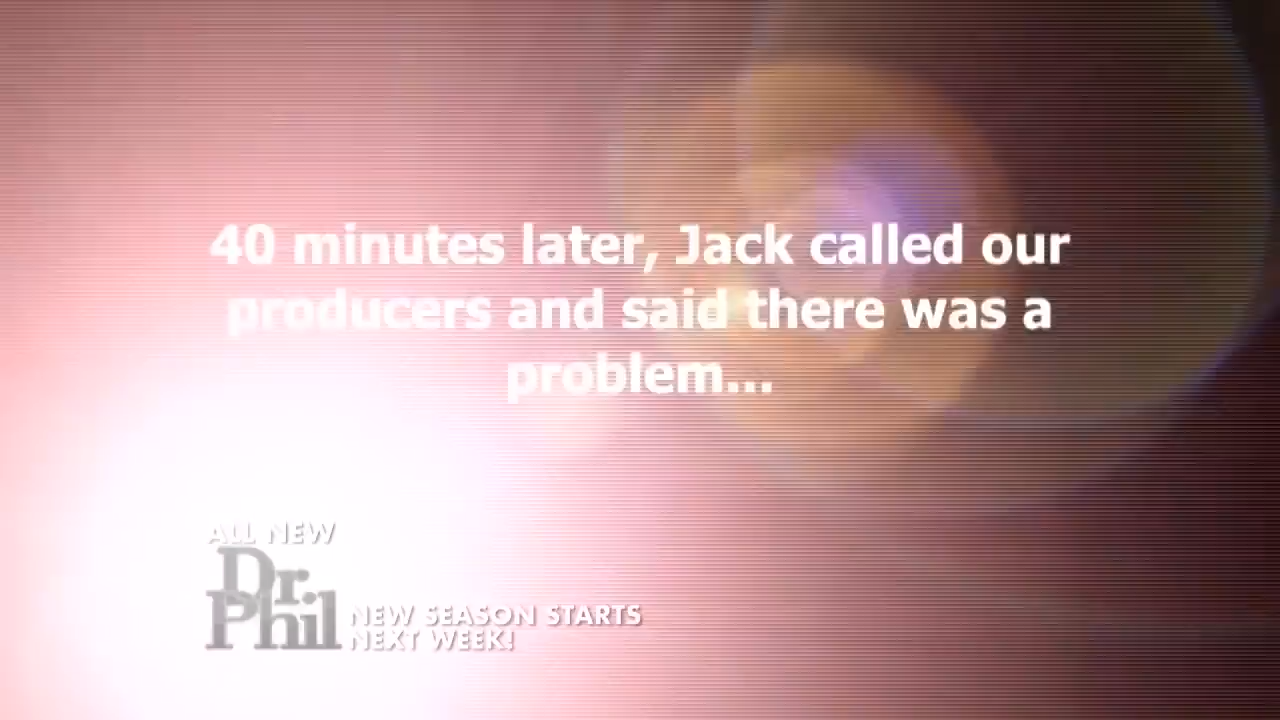 40 minutes later, Jack called our
producers and said there was a
problem...
ALL NEW
Dr.
Phil
NEW SEASON STARTS
NEXT WEEK!